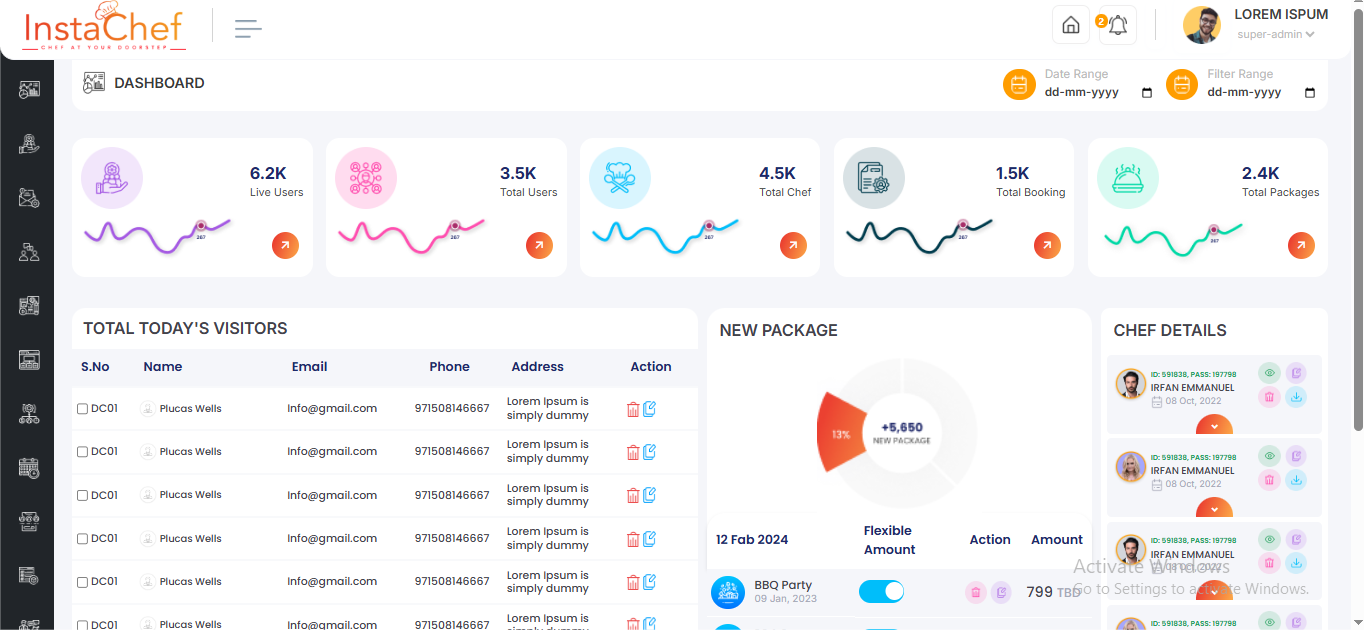 InstaChef
CHEF AT YOUR DOORSTEP
2
LOREM ISPUM
super-admin
DASHBOARD
Date Range
dd-mm-yyyy
Filter Range
dd-mm-yyyy
6.2K
Live Users
267
3.5K
Total Users
267
4.5K
Total Chef
267
1.5K
Total Booking
267
2.4K
Total Packages
267
TOTAL TODAY'S VISITORS
S.No Name Email Phone Address Action
DC01 Plucas Wells Info@gmail.com 971508146667 Lorem Ipsum is
simply dummy
DC01 Plucas Wells Info@gmail.com 971508146667 Lorem Ipsum is
simply dummy
DC01 Plucas Wells Info@gmail.com 971508146667 Lorem Ipsum is
simply dummy
DC01 Plucas Wells Info@gmail.com 971508146667 Lorem Ipsum is
simply dummy
DC01 Plucas Wells Info@gmail.com 971508146667 Lorem Ipsum is
simply dummy
DC01 Plucas Wells Info@gmail.com 971508146667 Lorem Ipsum is
simply dummy
NEW PACKAGE
13%
+5,650
NEW PACKAGE
12 Fab 2024 Flexible Amount Action Amount
BBQ Party
09 Jan, 2023
799 TBD
CHEF DETAILS
ID: 591838, PASS: 197798
IRFAN EMMANUEL
08 Oct, 2022
ID: 591838, PASS: 197798
IRFAN EMMANUEL
08 Oct, 2022
ID: 591838, PASS: 197798
IRFAN EMMANUEL
08 Oct, 2022
ID: 591838, PASS: 197798
Activate Windows
Go to Settings to activate Windows.